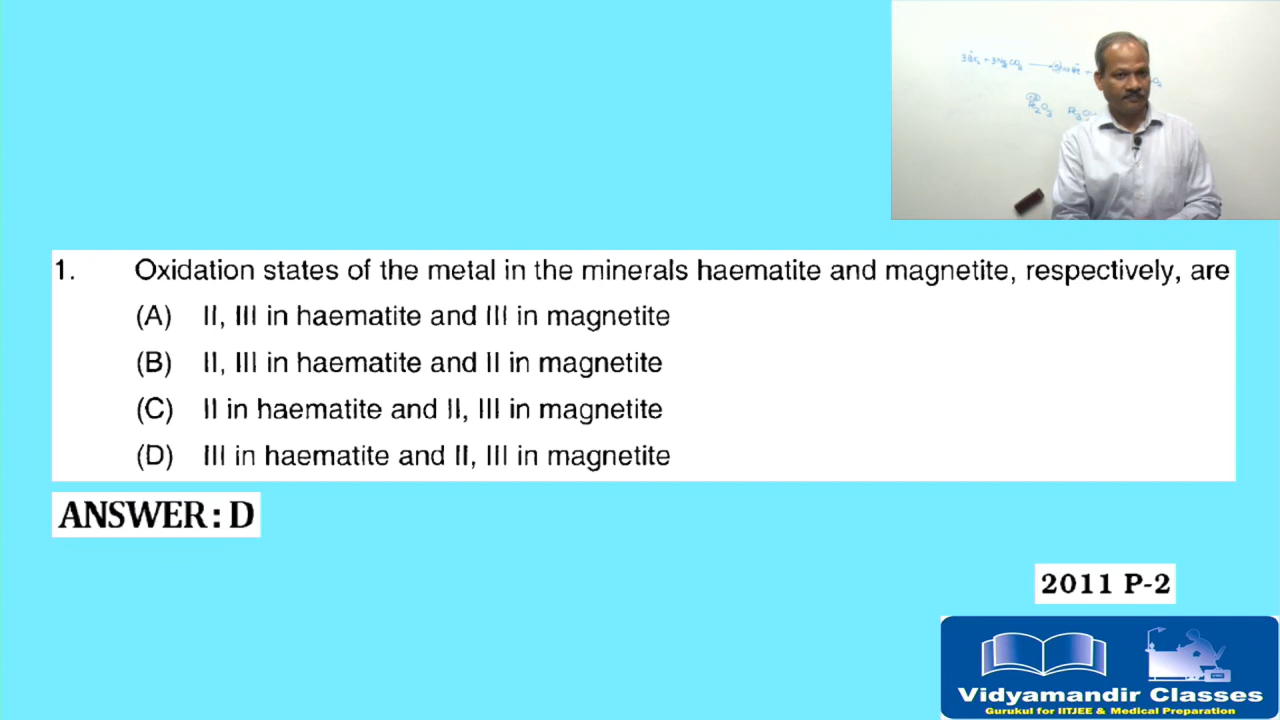 1. Oxidation states of the metal in the minerals haematite and magnetite, respectively, are
(A) II, III in haematite and III in magnetite
(B) II, III in haematite and II in magnetite
(C) II in haematite and II, III in magnetite
(D) III in haematite and II, III in magnetite
ANSWER : D
2011 P-2
Vidyamandir Classes
Gurukul for IITJEE & Medical Preparation